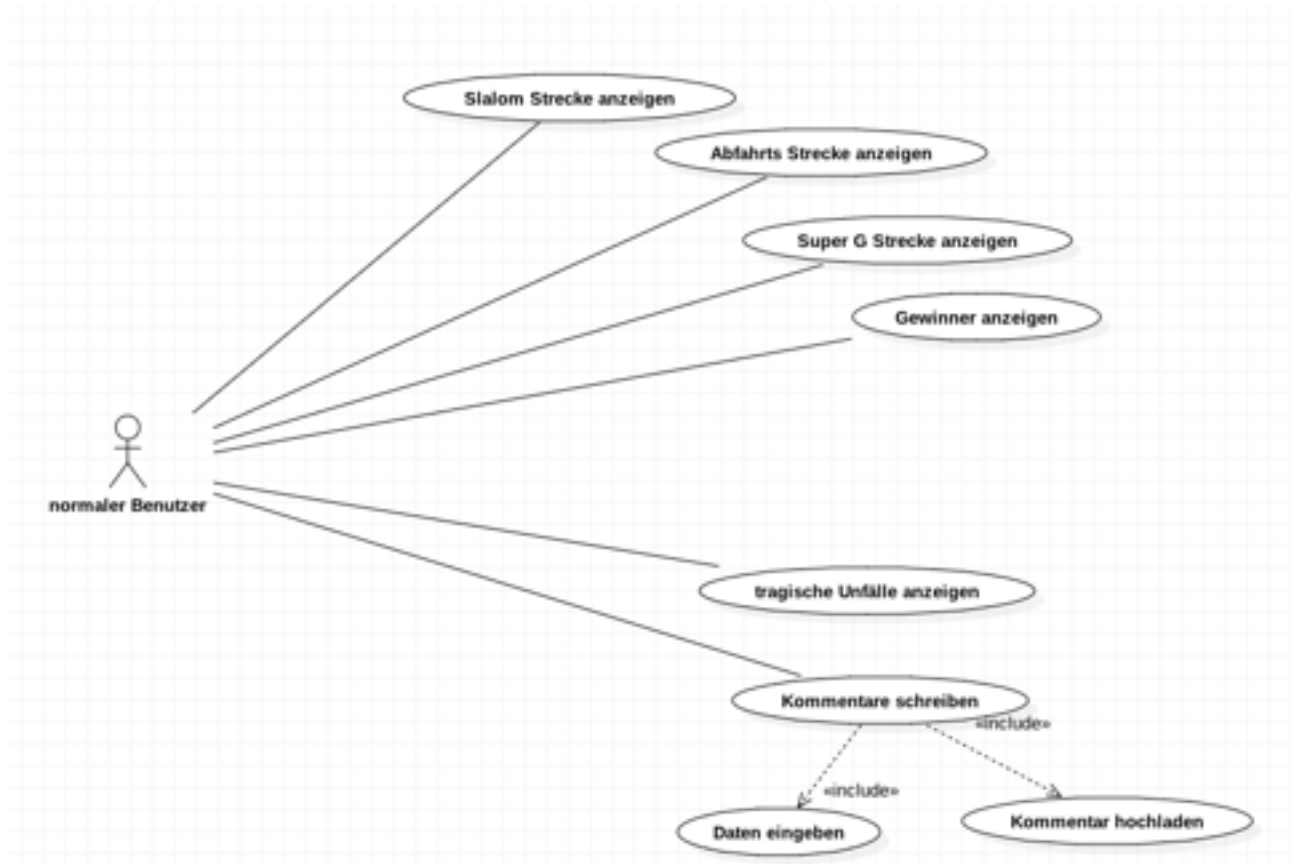 Slalom Strecke anzeigen
Abfahrts Strecke anzeigen
Super G Strecke anzeigen
Gewinner anzeigen
normaler Benutzer
tragische Unfälle anzeigen
Kommentare schreiben
«include»
«include»
Kommentar hochladen
Daten eingeben